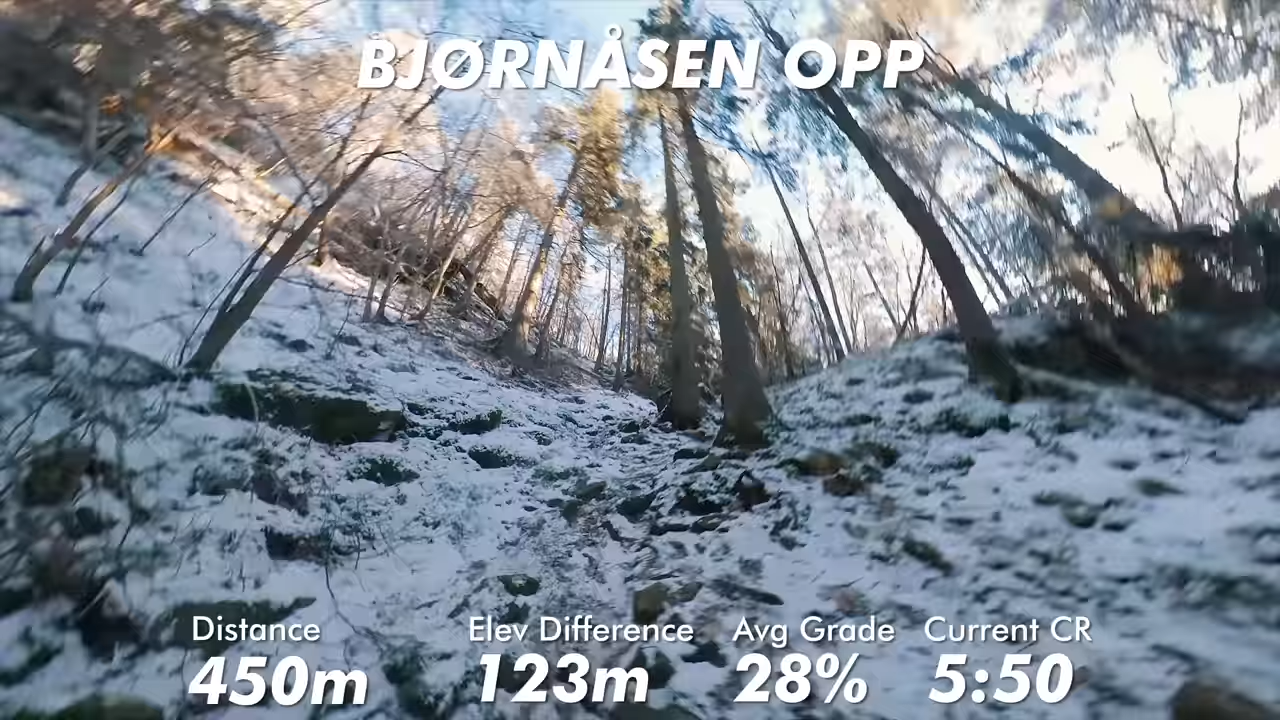 BJØRNÅSEN OPP
Distance Elev Difference Avg Grade Current CR
450m 123m 28% 5:50